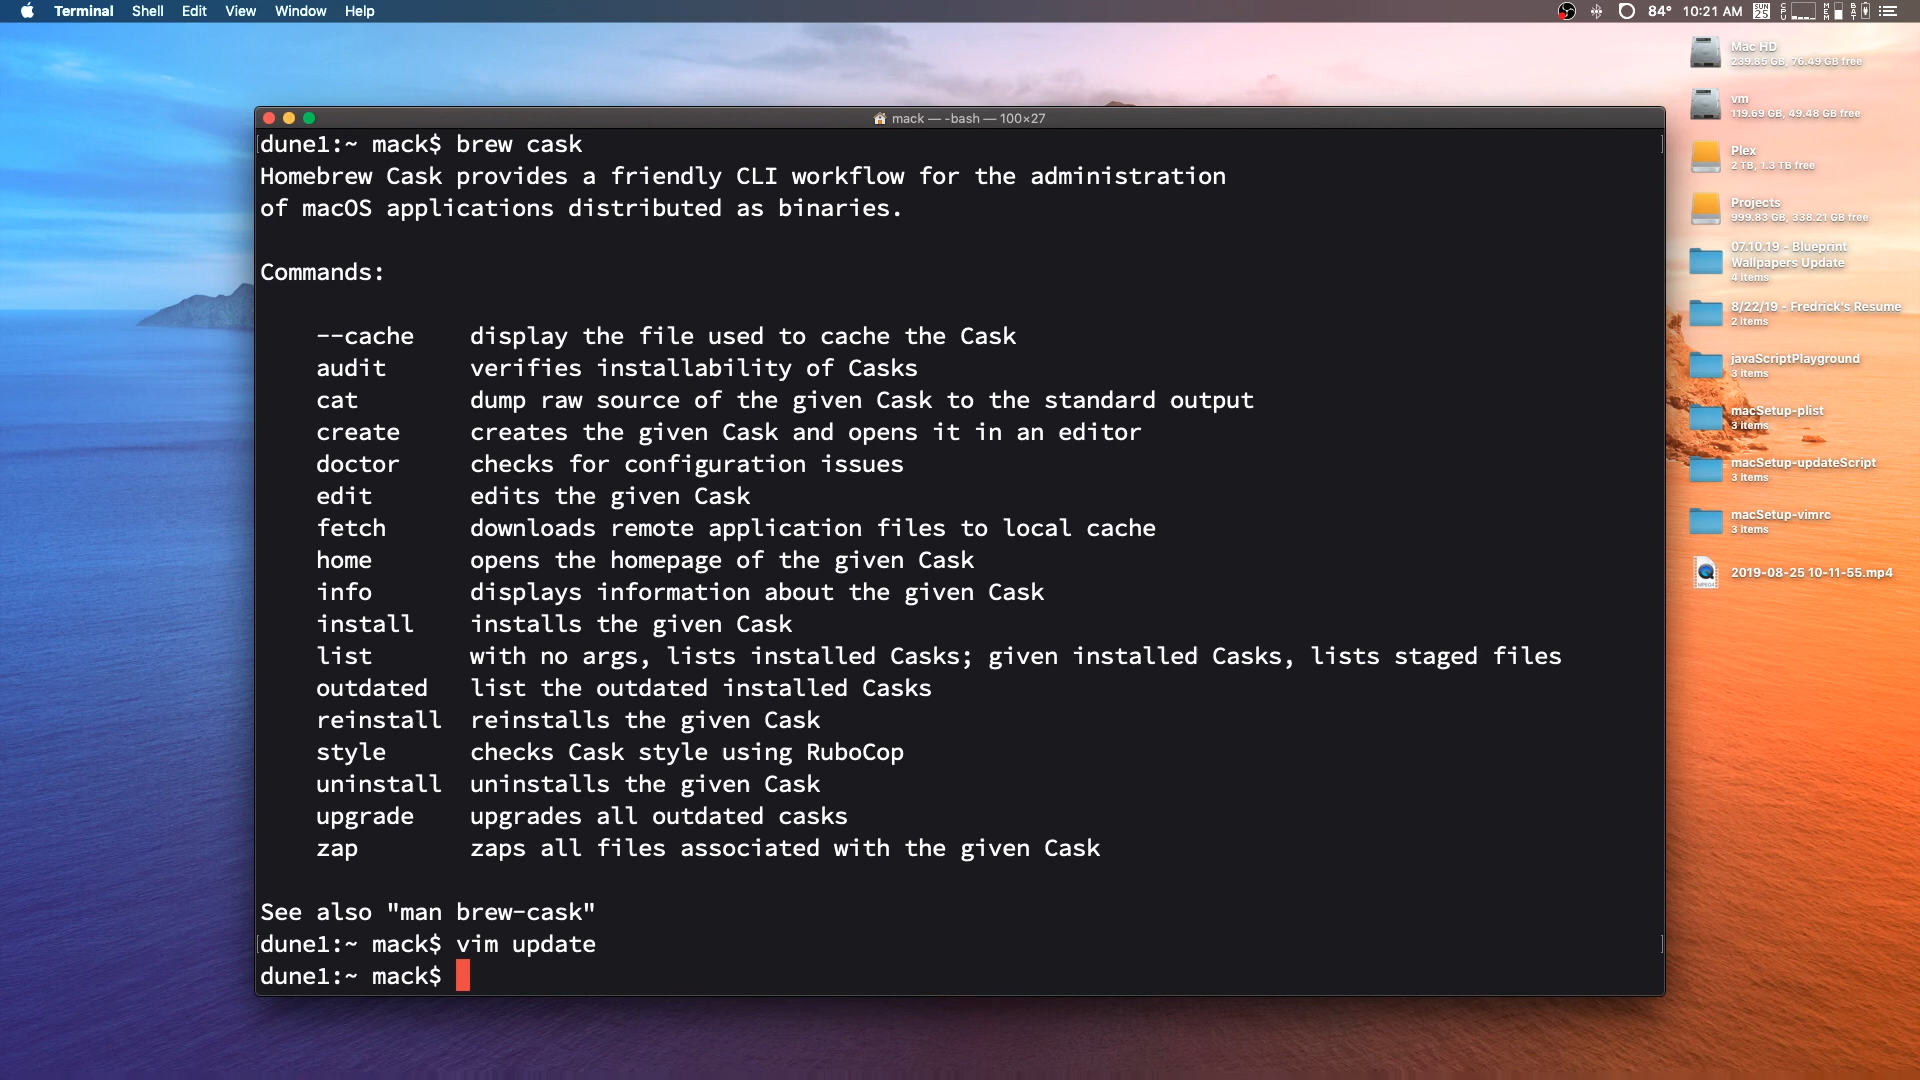 Terminal Shell Edit View Window Help
84° 10:21 AM SUN 25 CPU MEM BAT
mack — -bash — 100×27
dune1:~ mack$ brew cask
Homebrew Cask provides a friendly CLI workflow for the administration
of macOS applications distributed as binaries.
Commands:
--cache display the file used to cache the Cask
audit verifies installability of Casks
cat dump raw source of the given Cask to the standard output
create creates the given Cask and opens it in an editor
doctor checks for configuration issues
edit edits the given Cask
fetch downloads remote application files to local cache
home opens the homepage of the given Cask
info displays information about the given Cask
install installs the given Cask
list with no args, lists installed Casks; given installed Casks, lists staged files
outdated list the outdated installed Casks
reinstall reinstalls the given Cask
style checks Cask style using RuboCop
uninstall uninstalls the given Cask
upgrade upgrades all outdated casks
zap zaps all files associated with the given Cask
See also "man brew-cask"
dune1:~ mack$ vim update
dune1:~ mack$
Mac HD
239.85 GB, 76.49 GB free
vm
119.69 GB, 49.48 GB free
Plex
2 TB, 1.3 TB free
Projects
999.83 GB, 338.21 GB free
07.10.19 - Blueprint
Wallpapers Update
4 items
8/22/19 - Fredrick's Resume
2 items
javaScriptPlayground
3 items
macSetup-plist
3 items
macSetup-updateScript
3 items
macSetup-vimrc
3 items
MPEG4
2019-08-25 10-11-55.mp4